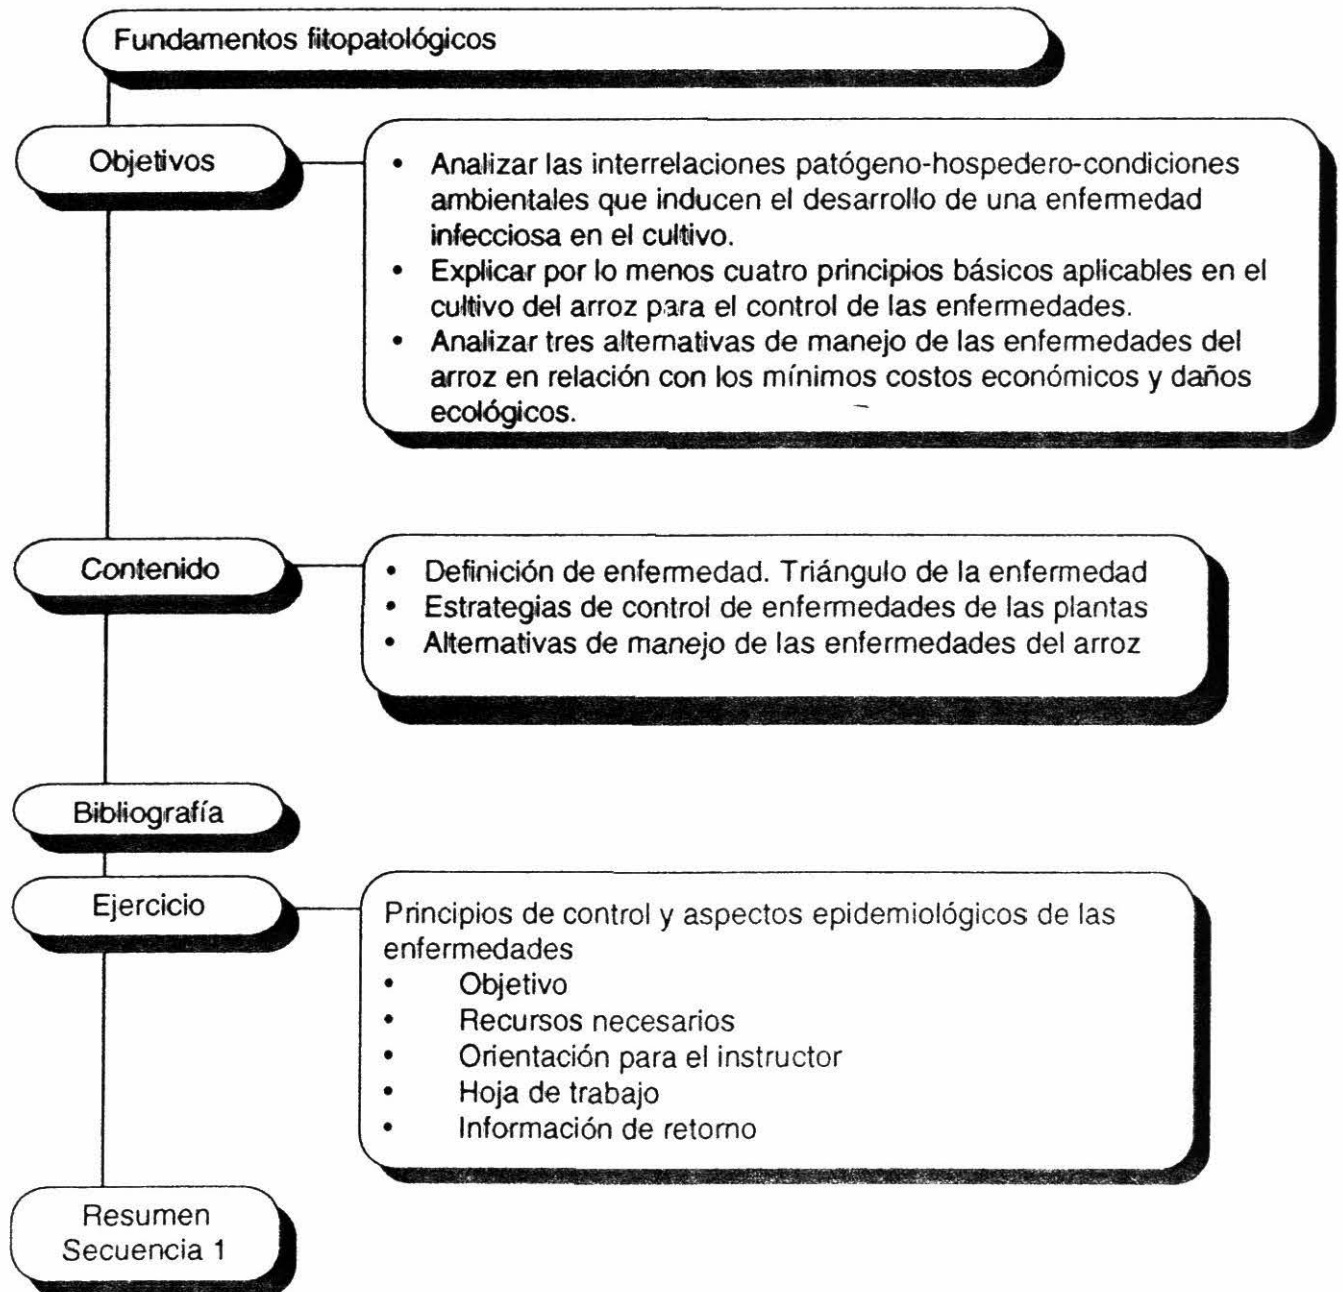 Fundamentos fitopatológicos
Objetivos
• Analizar las interrelaciones patógeno-hospedero-condiciones
ambientales que inducen el desarrollo de una enfermedad
infecciosa en el cultivo.
• Explicar por lo menos cuatro principios básicos aplicables en el
cultivo del arroz para el control de las enfermedades.
• Analizar tres alternativas de manejo de las enfermedades del
arroz en relación con los mínimos costos económicos y daños
ecológicos.
Contenido
• Definición de enfermedad. Triángulo de la enfermedad
• Estrategias de control de enfermedades de las plantas
• Alternativas de manejo de las enfermedades del arroz
Bibliografía
Ejercicio
Principios de control y aspectos epidemiológicos de las
enfermedades
• Objetivo
• Recursos necesarios
• Orientación para el instructor
• Hoja de trabajo
• Información de retorno
Resumen
Secuencia 1